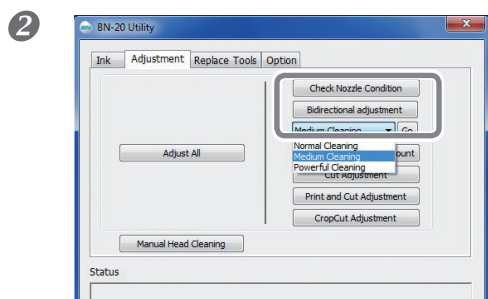 2
BN-20 Utility
Ink Adjustment Replace Tools Option
Check Nozzle Condition
Bidirectional adjustment
Medium Cleaning Go
Normal Cleaning
Medium Cleaning ount
Powerful Cleaning
Adjust All
Cut Adjustment
Print and Cut Adjustment
CropCut Adjustment
Manual Head Cleaning
Status